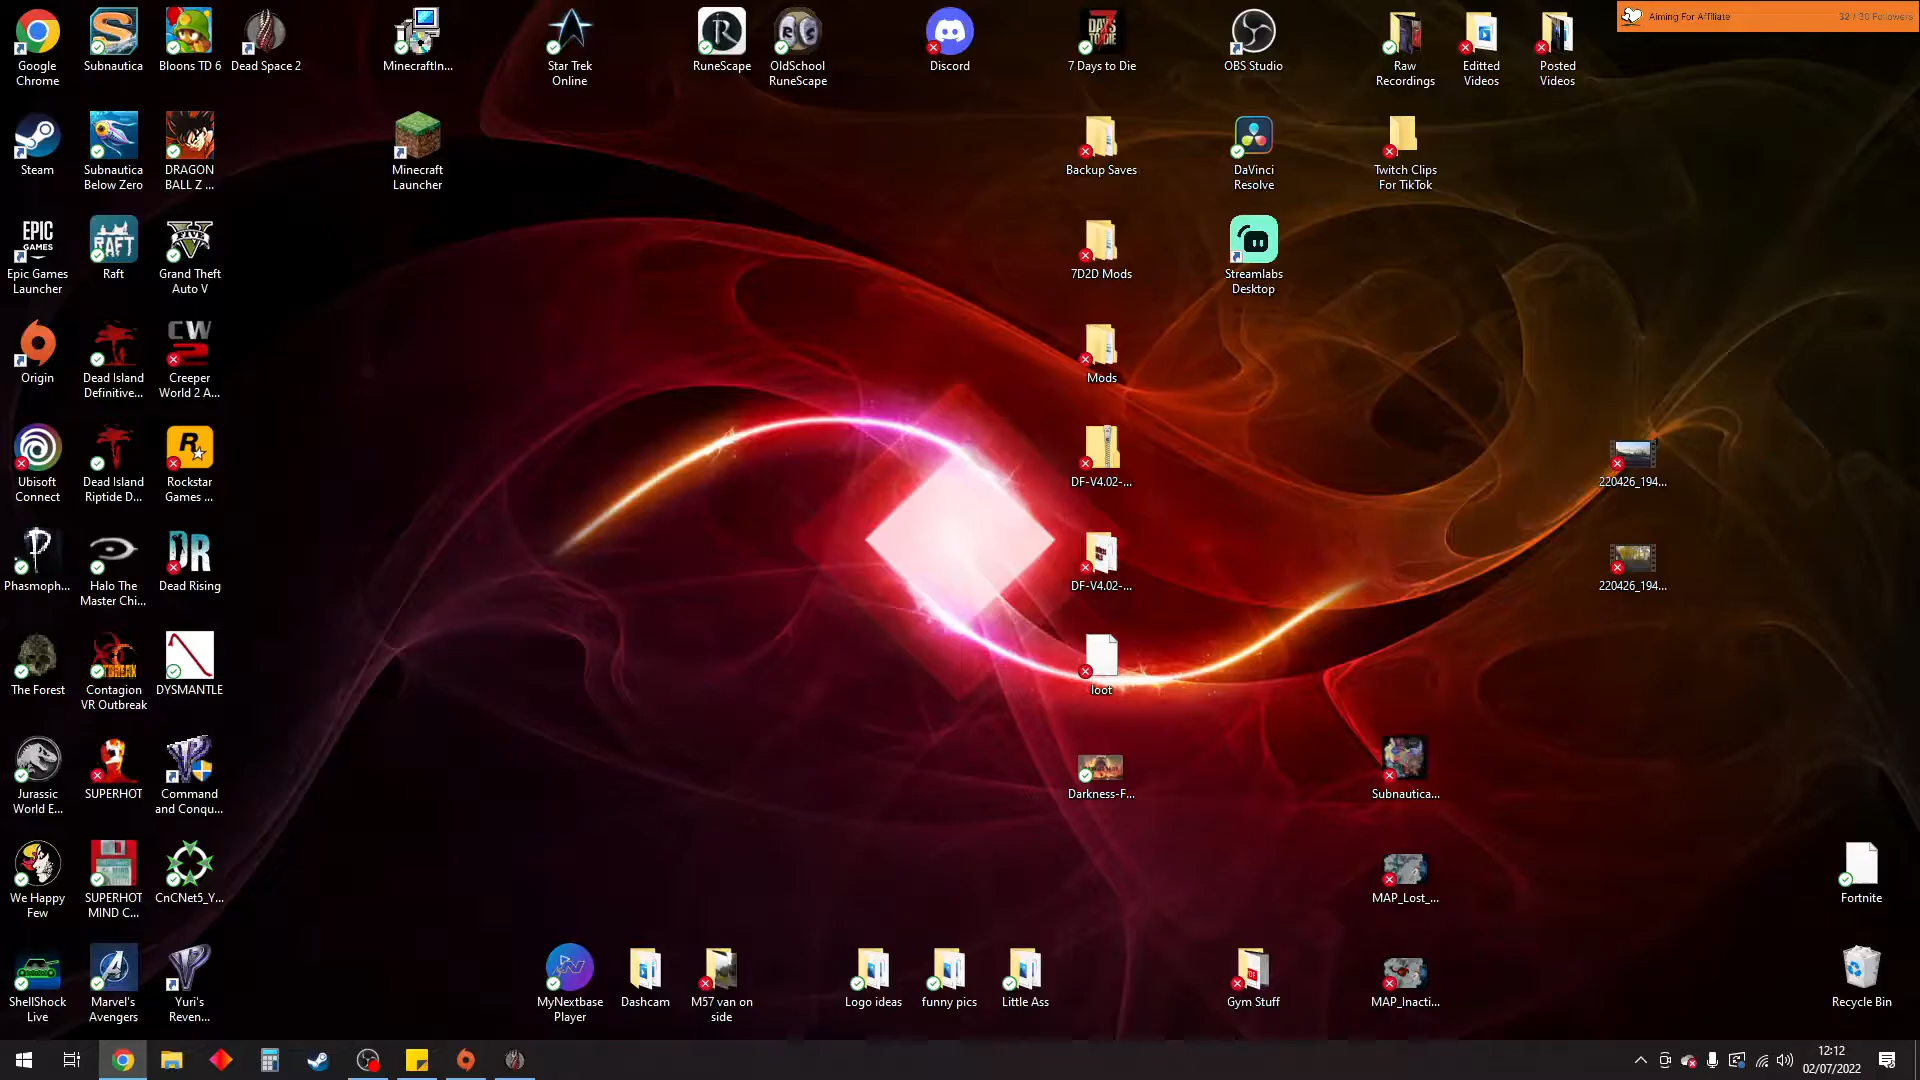 Aiming For Affiliate
32 / 30 Followers
Google
Chrome
Subnautica
Bloons TD 6
Dead Space 2
MinecraftIn...
Star Trek
Online
RuneScape
OldSchool
RuneScape
Discord
7 Days to Die
OBS Studio
Raw
Recordings
Editted
Videos
Posted
Videos
Steam
Subnautica
Below Zero
DRAGON
BALL Z ...
Minecraft
Launcher
Backup Saves
DaVinci
Resolve
Twitch Clips
For TikTok
EPIC
GAMES
Epic Games
Launcher
RAFT
Raft
Grand Theft
Auto V
7D2D Mods
Streamlabs
Desktop
Origin
Dead Island
Definitive...
CW
2
Creeper
World 2 A...
Mods
Ubisoft
Connect
Dead Island
Riptide D...
Rockstar
Games ...
DF-V4.02-...
220426_194...
Phasmoph...
Halo The
Master Chi...
DR
Dead Rising
DF-V4.02-...
220426_194...
The Forest
Contagion
VR Outbreak
DYSMANTLE
loot
Jurassic
World E...
SUPERHOT
Command
and Conqu...
Darkness-F...
Subnautica...
We Happy
Few
SUPERHOT
MIND C...
CnCNet5_Y...
MAP_Lost_...
Fortnite
ShellShock
Live
Marvel's
Avengers
Yuri's
Reven...
MyNextbase
Player
Dashcam
M57 van on
side
Logo ideas
funny pics
Little Ass
Gym Stuff
MAP_Inacti...
Recycle Bin
12:12
02/07/2022